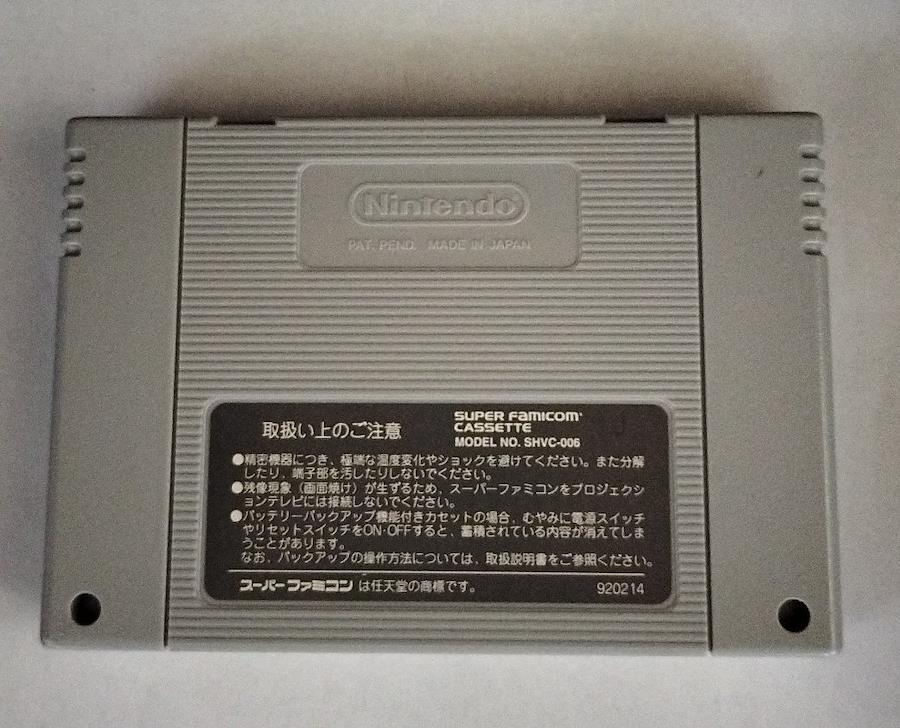 Nintendo®
PAT. PEND. MADE IN JAPAN
取扱い上のご注意
SUPER FAMICOM
CASSETTE
MODEL NO. SHVC-006
●精密機器につき、極端な温度変化やショックを避けてください。また分解
したり、端子部を汚したりしないでください。
●残像現象（画面焼け）が生ずるため、スーパーファミコンをプロジェクシ
ョンテレビには接続しないでください。
●バッテリーバックアップ機能付きカセットの場合、むやみに電源スイッチ
やリセットスイッチをON・OFFすると、蓄積されている内容が消えてしま
うことがあります。
なお、バックアップの操作方法については、取扱説明書をご参照ください。
スーパーファミコン は任天堂の商標です。
920214